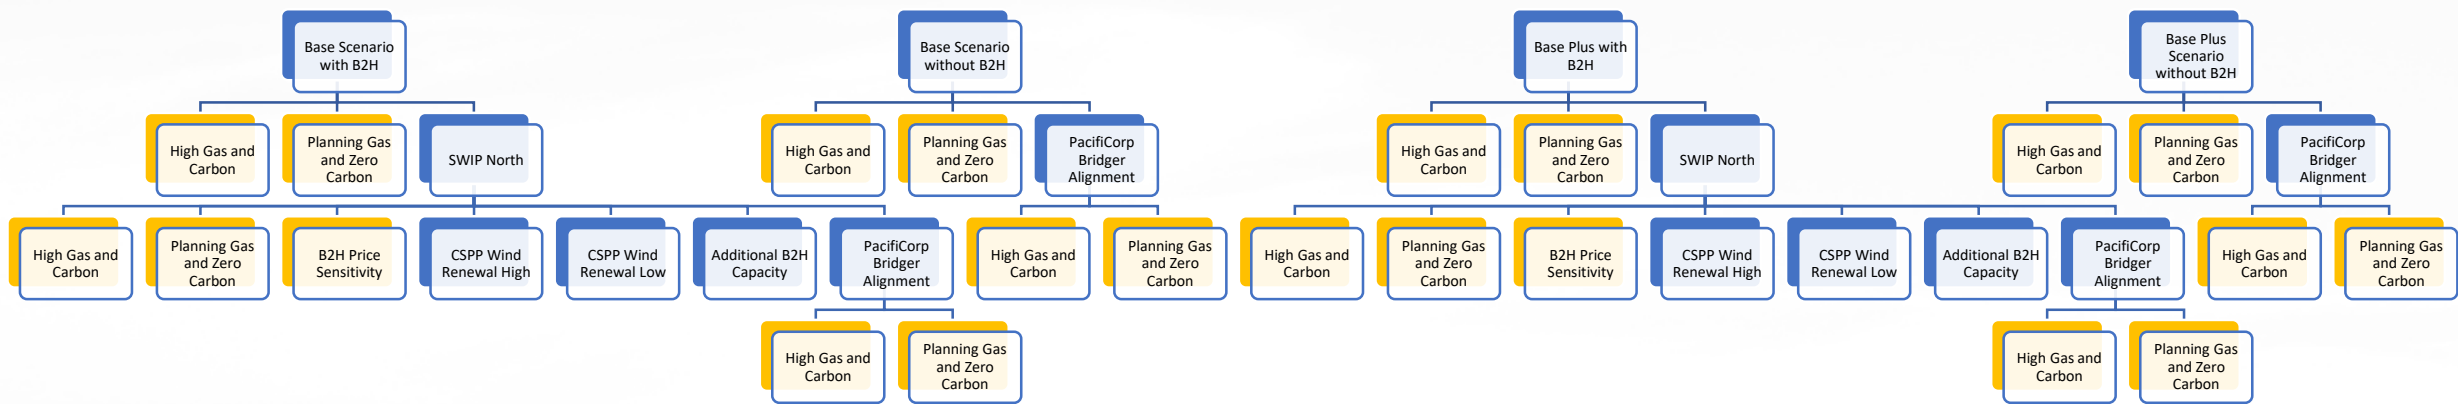 Base Scenario
with B2H
Base Scenario
without B2H
Base Plus with
B2H
Base Plus
Scenario
without B2H
High Gas and
Carbon
Planning Gas
and Zero
Carbon
SWIP North
High Gas and
Carbon
Planning Gas
and Zero
Carbon
PacifiCorp
Bridger
Alignment
High Gas and
Carbon
Planning Gas
and Zero
Carbon
SWIP North
High Gas and
Carbon
Planning Gas
and Zero
Carbon
PacifiCorp
Bridger
Alignment
High Gas and
Carbon
Planning Gas
and Zero
Carbon
B2H Price
Sensitivity
CSPP Wind
Renewal High
CSPP Wind
Renewal Low
Additional B2H
Capacity
PacifiCorp
Bridger
Alignment
High Gas and
Carbon
Planning Gas
and Zero
Carbon
High Gas and
Carbon
Planning Gas
and Zero
Carbon
B2H Price
Sensitivity
CSPP Wind
Renewal High
CSPP Wind
Renewal Low
Additional B2H
Capacity
PacifiCorp
Bridger
Alignment
High Gas and
Carbon
Planning Gas
and Zero
Carbon
High Gas and
Carbon
Planning Gas
and Zero
Carbon
High Gas and
Carbon
Planning Gas
and Zero
Carbon